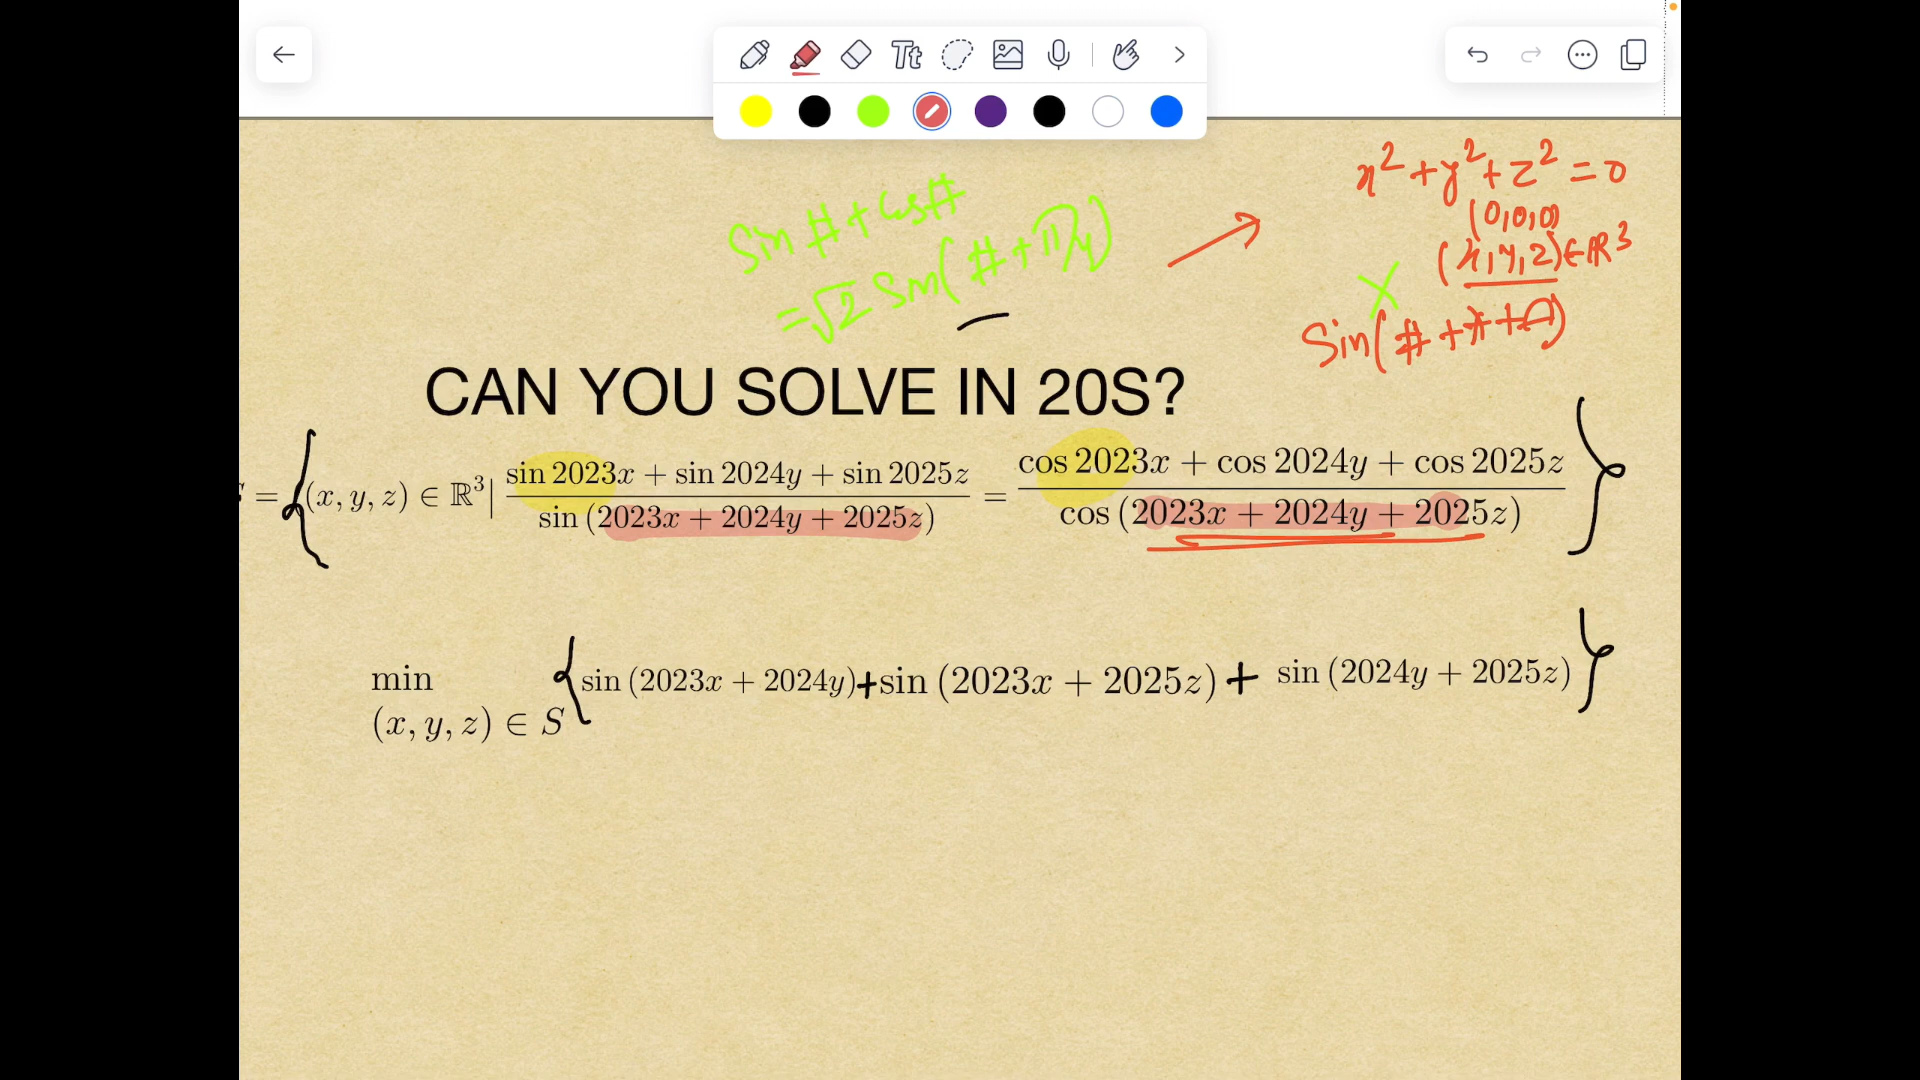 Tt
x² + y² + z² = 0
(0,0,0)
(x,y,z) ∈ ℝ³
Sin # + Cos #
= √2 Sin(# + π/4)
CAN YOU SOLVE IN 20S?
= {(x, y, z) ∈ ℝ³| (sin 2023x + sin 2024y + sin 2025z) / (sin (2023x + 2024y + 2025z)) = (cos 2023x + cos 2024y + cos 2025z) / (cos (2023x + 2024y + 2025z)) }
min { sin (2023x + 2024y) + sin (2023x + 2025z) + sin (2024y + 2025z) }
(x, y, z) ∈ S